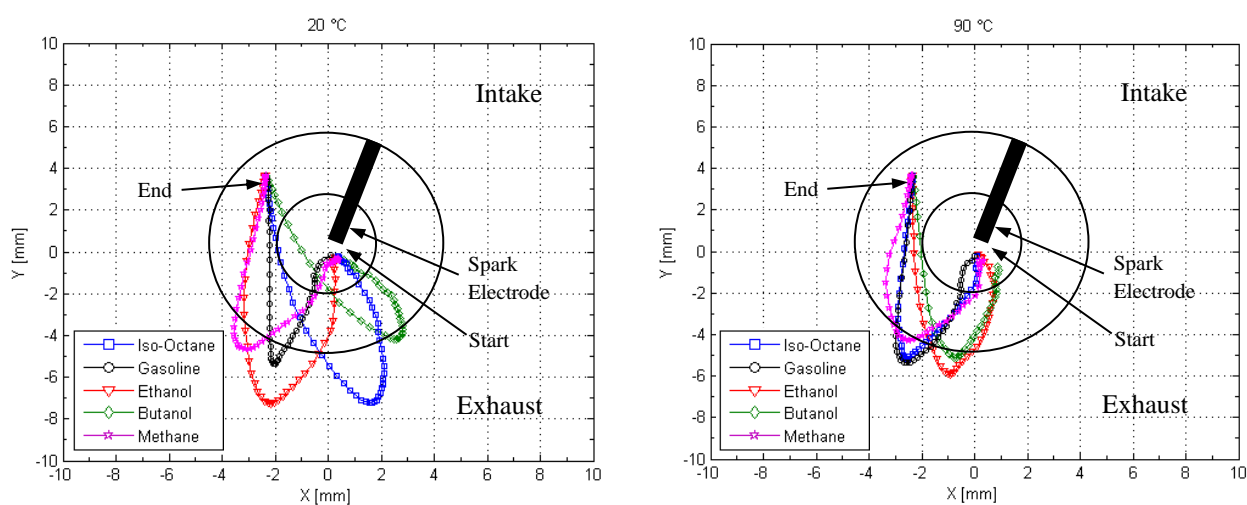 20 °C
10
8
6
4
2
0
-2
-4
-6
-8
-10
Y [mm]
Intake
End
Spark
Electrode
Start
Exhaust
Iso-Octane
Gasoline
Ethanol
Butanol
Methane
-10 -8 -6 -4 -2 0 2 4 6 8 10
X [mm]
90 °C
10
8
6
4
2
0
-2
-4
-6
-8
-10
Y [mm]
Intake
End
Spark
Electrode
Start
Exhaust
Iso-Octane
Gasoline
Ethanol
Butanol
Methane
-10 -8 -6 -4 -2 0 2 4 6 8 10
X [mm]